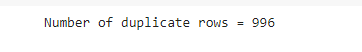 Number of duplicate rows = 996